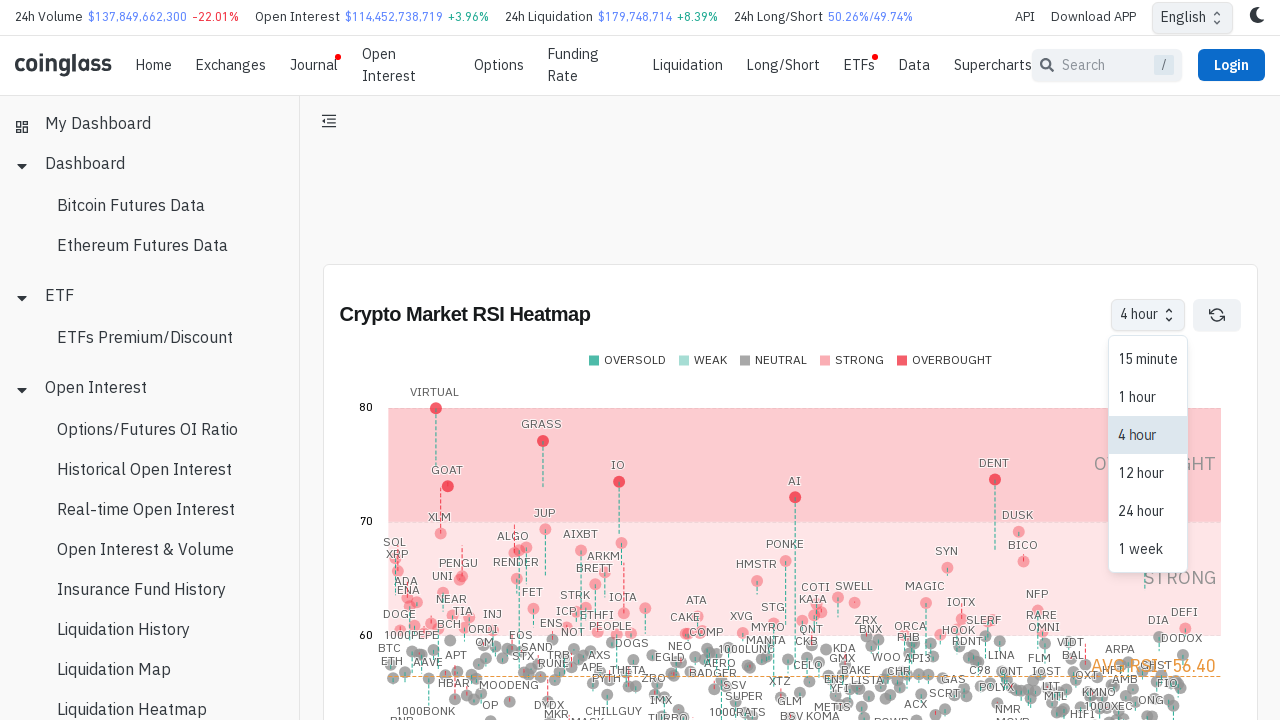 24h Volume $137,849,662,300 -22.01% Open Interest $114,452,738,719 +3.96% 24h Liquidation $179,748,714 +8.39% 24h Long/Short 50.26%/49.74% API Download APP English
coinglass Home Exchanges Journal Open Interest Options Funding Rate Liquidation Long/Short ETFs Data Supercharts Search / Login
My Dashboard
Dashboard
Bitcoin Futures Data
Ethereum Futures Data
ETF
ETFs Premium/Discount
Open Interest
Options/Futures OI Ratio
Historical Open Interest
Real-time Open Interest
Open Interest & Volume
Insurance Fund History
Liquidation History
Liquidation Map
Liquidation Heatmap
Crypto Market RSI Heatmap
4 hour
15 minute
1 hour
4 hour
12 hour
24 hour
1 week
OVERSOLD WEAK NEUTRAL STRONG OVERBOUGHT
80
VIRTUAL
GRASS
GOAT
IO
AI
DENT
70
XLM
JUP
DUSK
SOL
XRP
ALGO
AIXBT
PONKE
BICO
PENGU
RENDER
ARKM
BRETT
HMSTR
SYN
STRONG
ADA
ENA
UNI
NEAR
FET
STRK
IOTA
ATA
COTI
KAIA
SWELL
MAGIC
IOTX
NFP
DOGE
TIA
INJ
ICP
ETHFI
CAKE
XVG
STG
RARE
DEFI
60
1000PEPE
BCH
ORDI
EOS
ENS
NOT
PEOPLE
COMP
MYRO
QNT
ZRX
BNX
ORCA
PHB
HOOK
SLERF
OMNI
DIA
DODOX
BTC
ETH
AAVE
APT
OM
SAND
STX
TRB
RUNE
AXS
APE
DOGS
NEO
EGLD
AERO
1000LUNC
MANTA
CKB
KDA
GMX
WOO
API3
RDNT
LINA
VIDT
BAL
FLM
ARPA
HBAR
MOODENG
PYTH
THETA
ZRO
BADGER
SSV
SUPER
XTZ
CELO
ENJ
YFI
BAKE
LISTA
CHR
GAS
C98
POLYX
IOST
LIT
MTL
OXT
KMNO
AMB
FIO
OP
DYDX
MKR
CHILLGUY
IMX
1000RATS
GLM
METIS
ACX
SCRT
NMR
HIFI
1000XEC
ONG
1000BONK
TURBO
BSV
KOMA